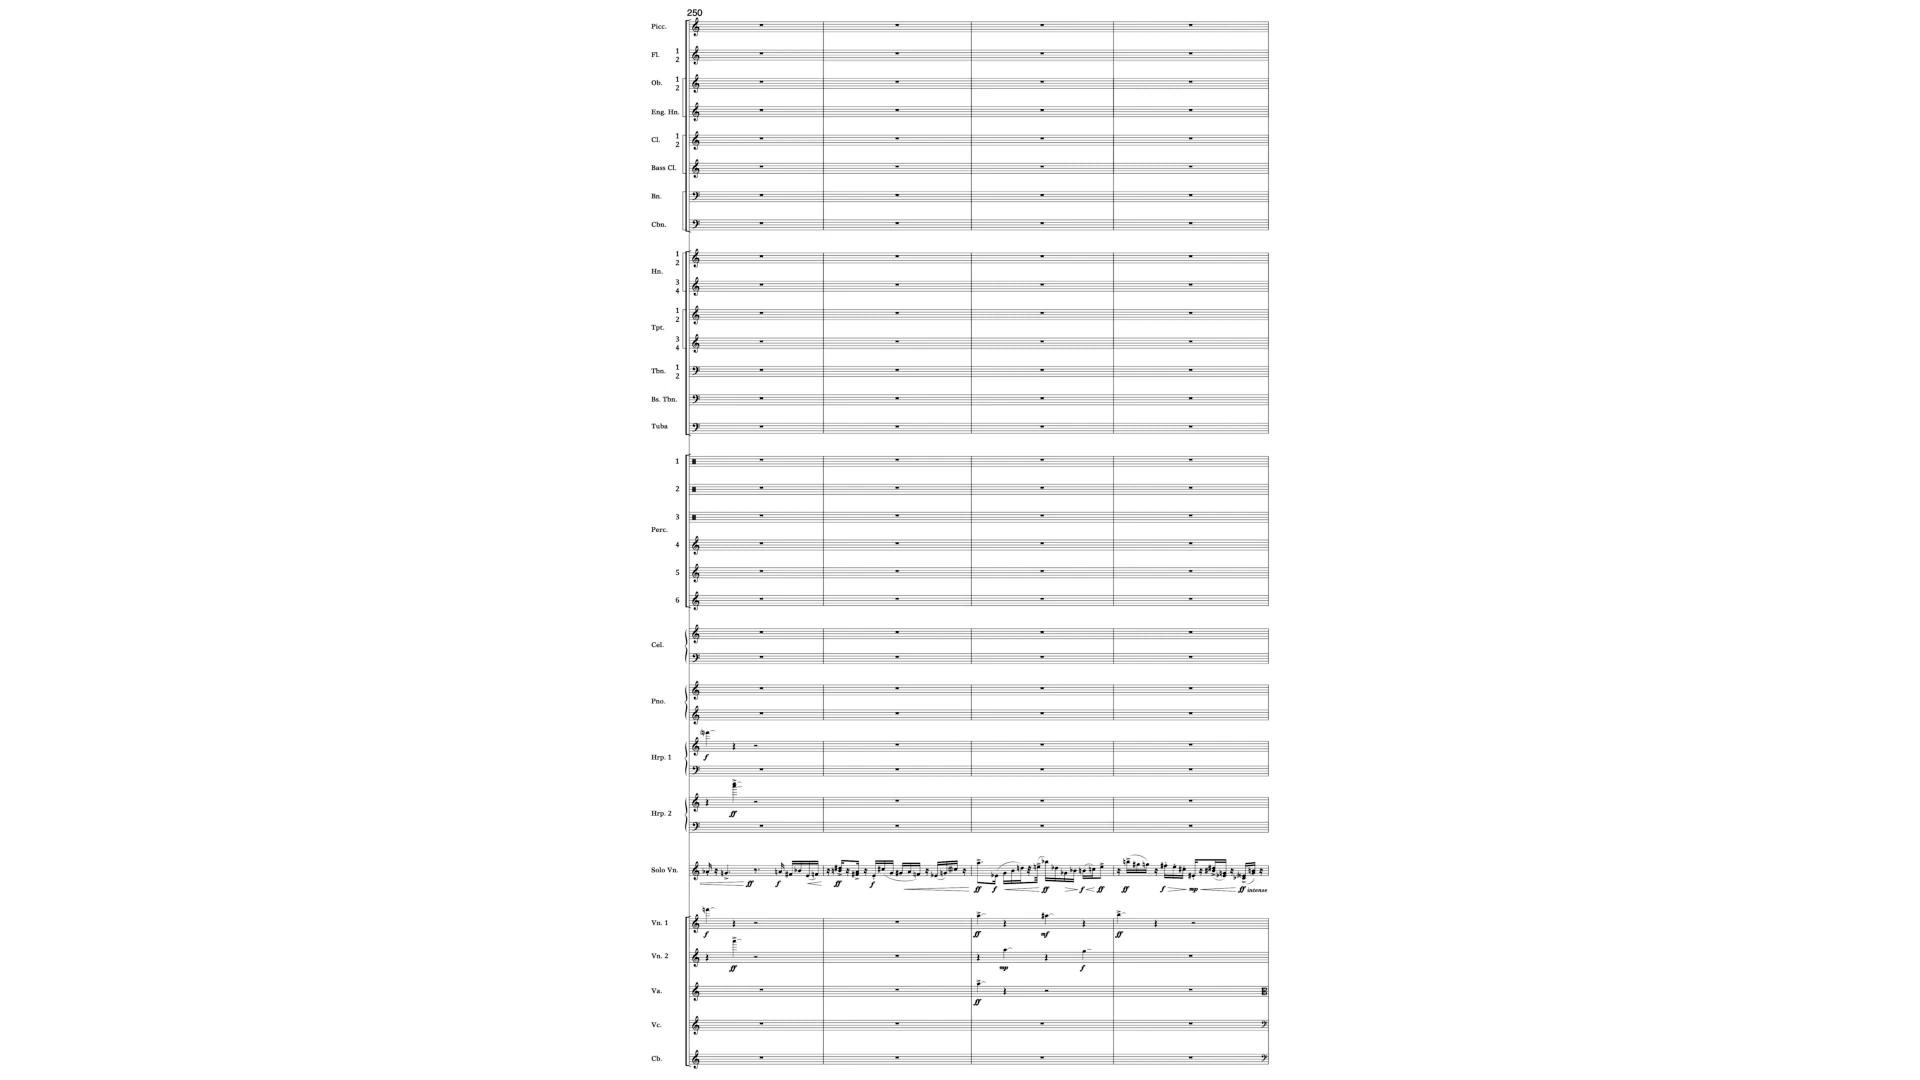 250
Picc.
Fl. 1 2
Ob. 1 2
Eng. Hn.
Cl. 1 2
Bass Cl.
Bn.
Cbn.
Hn. 1 2
3 4
Tpt. 1 2
3 4
Tbn. 1 2
Bs. Tbn.
Tuba
1
2
3
Perc.
4
5
6
Cel.
Pno.
Hrp. 1
f
Hrp. 2
ff
Solo Vn.
ff f ff f ff f ff f ff ff f mp ff intense
Vn. 1
f ff mf ff
Vn. 2
ff mp f
Va.
ff
Vc.
Cb.